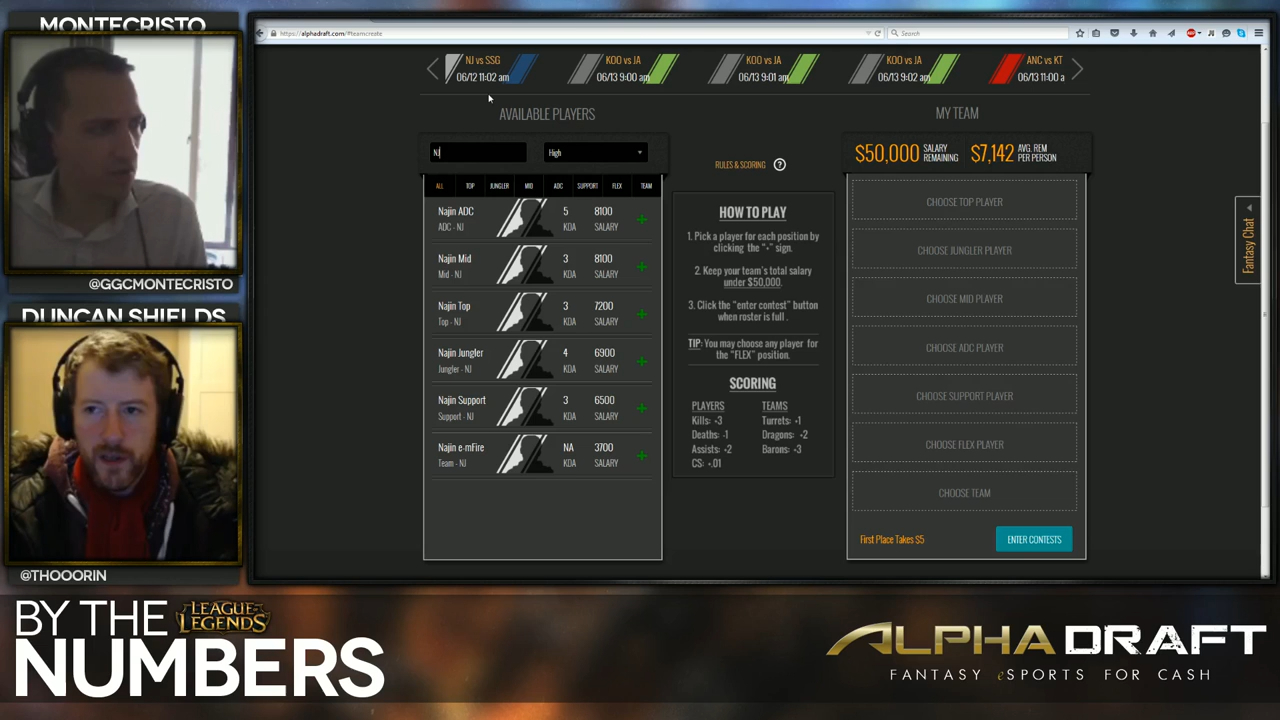 MONTECRISTO
@GGCMONTECRISTO
DUNCAN SHIELDS
@THOOORIN
https://alphadraft.com/#teamcreate
Search
NJ vs SSG
06/12 11:02 am
KOO vs JA
06/13 9:00 am
KOO vs JA
06/13 9:01 am
KOO vs JA
06/13 9:02 am
ANC vs KT
06/13 11:00 a
AVAILABLE PLAYERS
NJ
High
ALL TOP JUNGLER MID ADC SUPPORT FLEX TEAM
Najin ADC 5 8100
ADC - NJ KDA SALARY
Najin Mid 3 8100
Mid - NJ KDA SALARY
Najin Top 3 7200
Top - NJ KDA SALARY
Najin Jungler 4 6900
Jungler - NJ KDA SALARY
Najin Support 3 6500
Support - NJ KDA SALARY
Najin e-mFire NA 3700
Team - NJ KDA SALARY
RULES & SCORING ?
HOW TO PLAY
1. Pick a player for each position by
clicking the "+" sign.
2. Keep your team's total salary
under $50,000.
3. Click the "enter contest" button
when roster is full .
TIP: You may choose any player for
the "FLEX" position.
SCORING
PLAYERS TEAMS
Kills: +3 Turrets: +1
Deaths: -1 Dragons: +2
Assists: +2 Barons: +3
CS: +.01
MY TEAM
$50,000 SALARY REMAINING $7,142 AVG. REM PER PERSON
CHOOSE TOP PLAYER
CHOOSE JUNGLER PLAYER
CHOOSE MID PLAYER
CHOOSE ADC PLAYER
CHOOSE SUPPORT PLAYER
CHOOSE FLEX PLAYER
CHOOSE TEAM
First Place Takes $5 ENTER CONTESTS
Fantasy Chat
BY THE LEAGUE of LEGENDS
NUMBERS
ALPHADRAFT
FANTASY eSPORTS FOR CASH